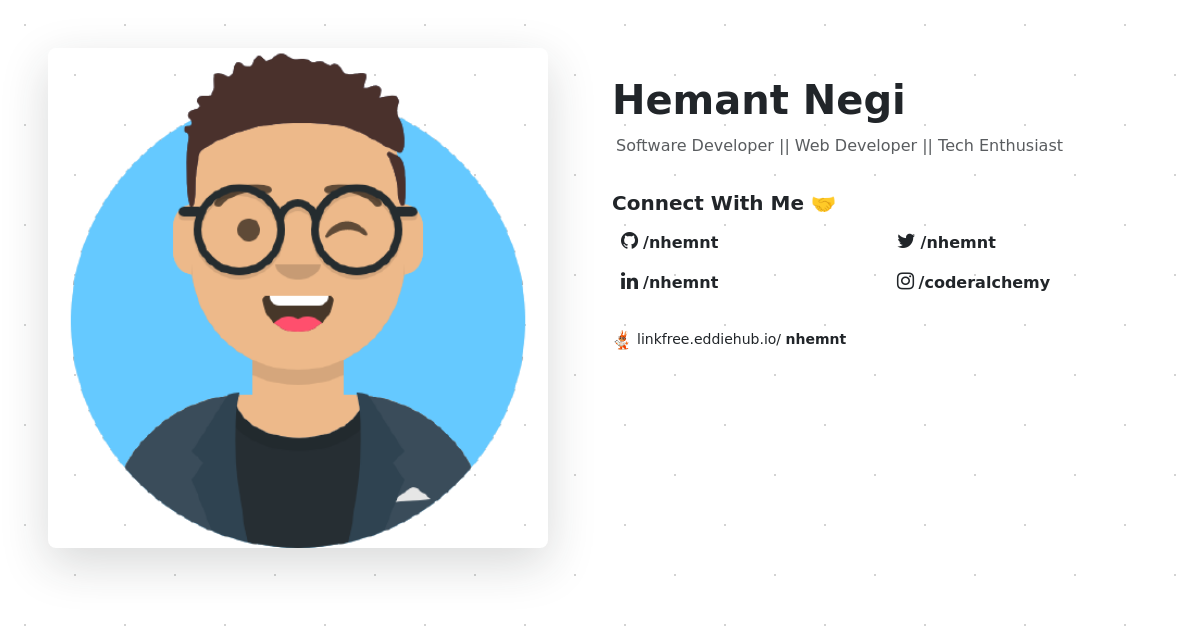 Hemant Negi
Software Developer || Web Developer || Tech Enthusiast
Connect With Me 🤝
/nhemnt
/nhemnt
/nhemnt
/coderalchemy
linkfree.eddiehub.io/ nhemnt